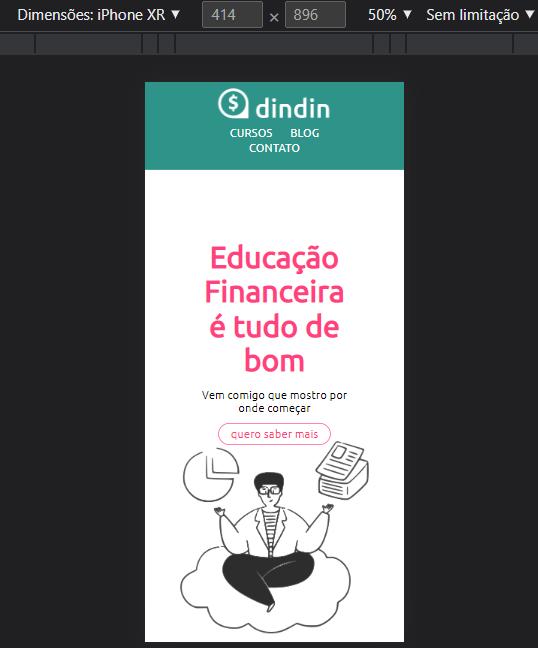 Dimensões: iPhone XR ▼ 414 × 896 50% ▼ Sem limitação ▼
$ dindin
CURSOS BLOG
CONTATO
Educação
Financeira
é tudo de
bom
Vem comigo que mostro por
onde começar
quero saber mais